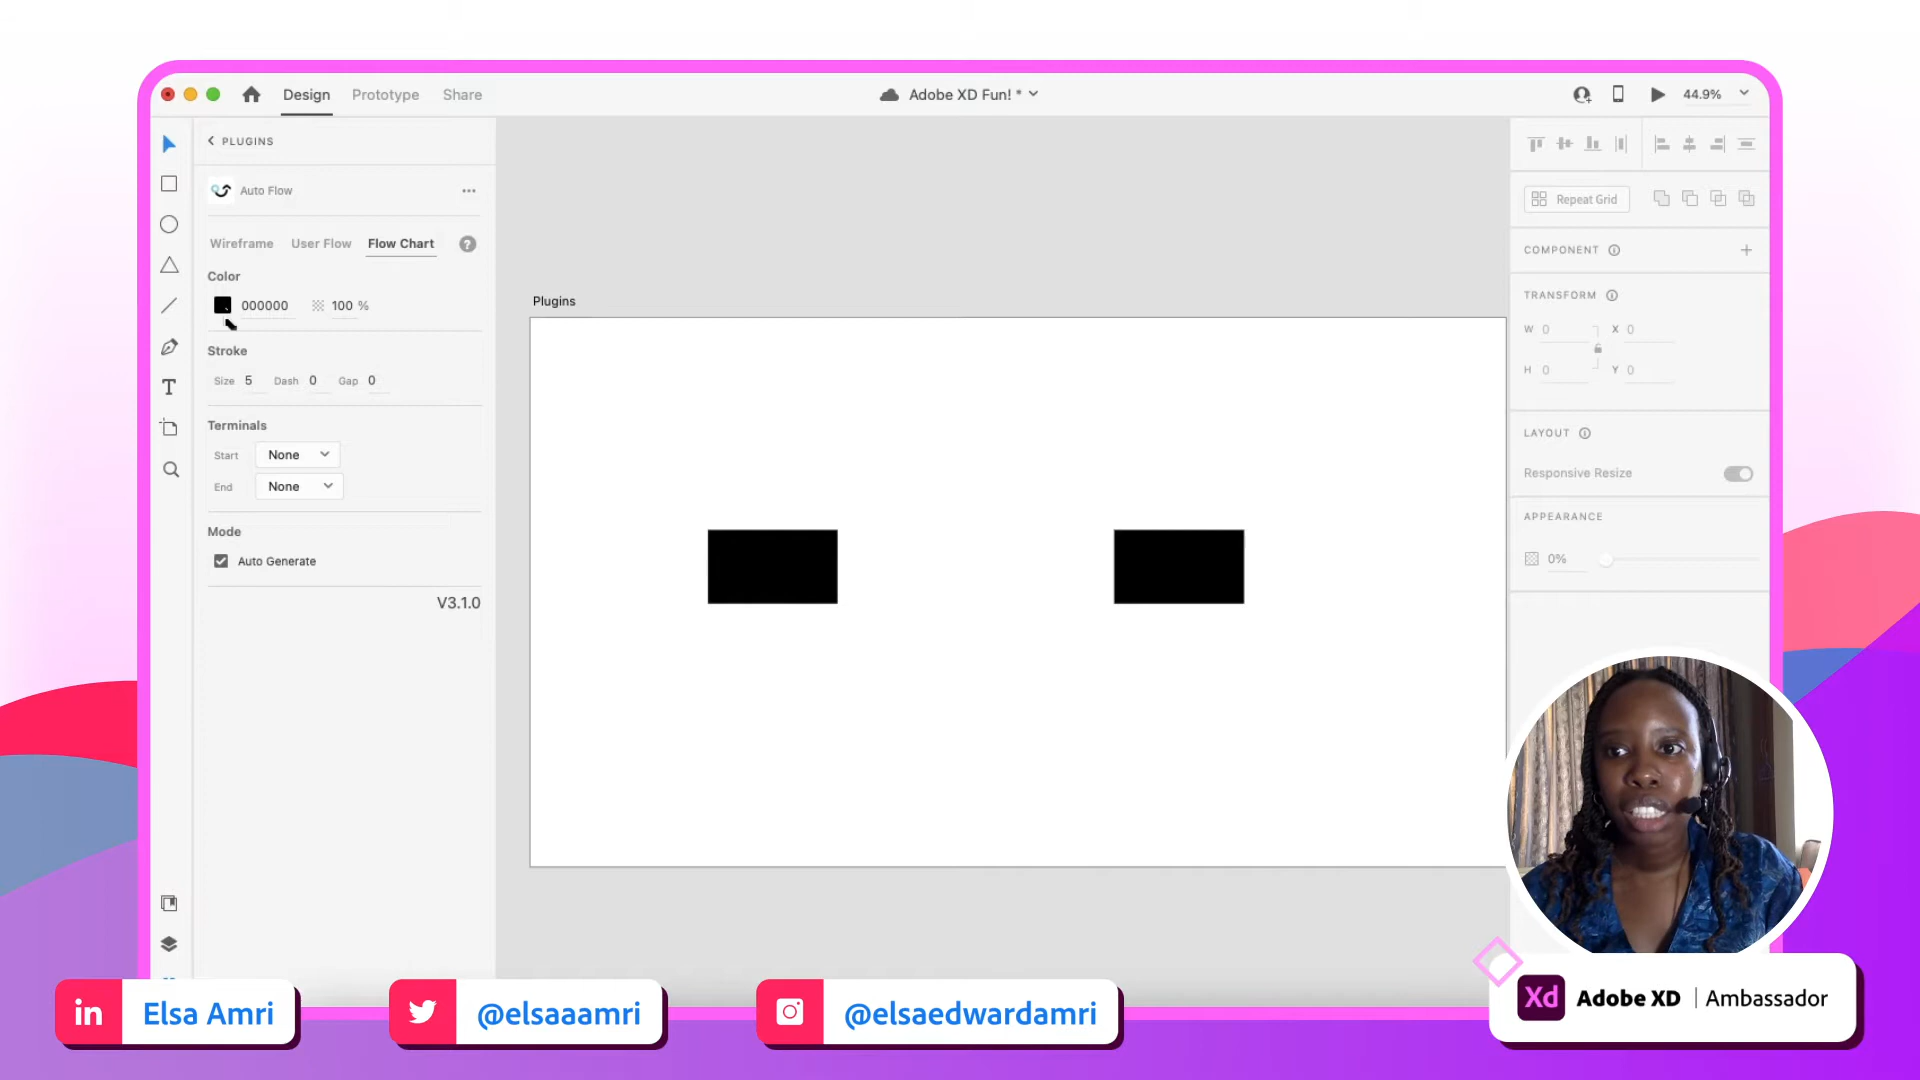 Design Prototype Share
Adobe XD Fun! *
44.9%
PLUGINS
Auto Flow
Wireframe User Flow Flow Chart ?
Color
000000 100 %
Stroke
Size 5 Dash 0 Gap 0
Terminals
Start None
End None
Mode
Auto Generate
V3.1.0
Plugins
Repeat Grid
COMPONENT
TRANSFORM
W 0 X 0
H 0 Y 0
LAYOUT
Responsive Resize
APPEARANCE
0%
in Elsa Amri
@elsaaamri
@elsaedwardamri
Xd Adobe XD | Ambassador